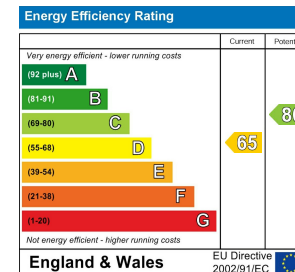 Energy Efficiency Rating
Current
Very energy efficient - lower running costs
(92 plus) A
(81-91) B
(69-80) C
(55-68) D
65
(39-54) E
(21-38) F
(1-20) G
Not energy efficient - higher running costs
England & Wales
EU Directive
2002/91/EC